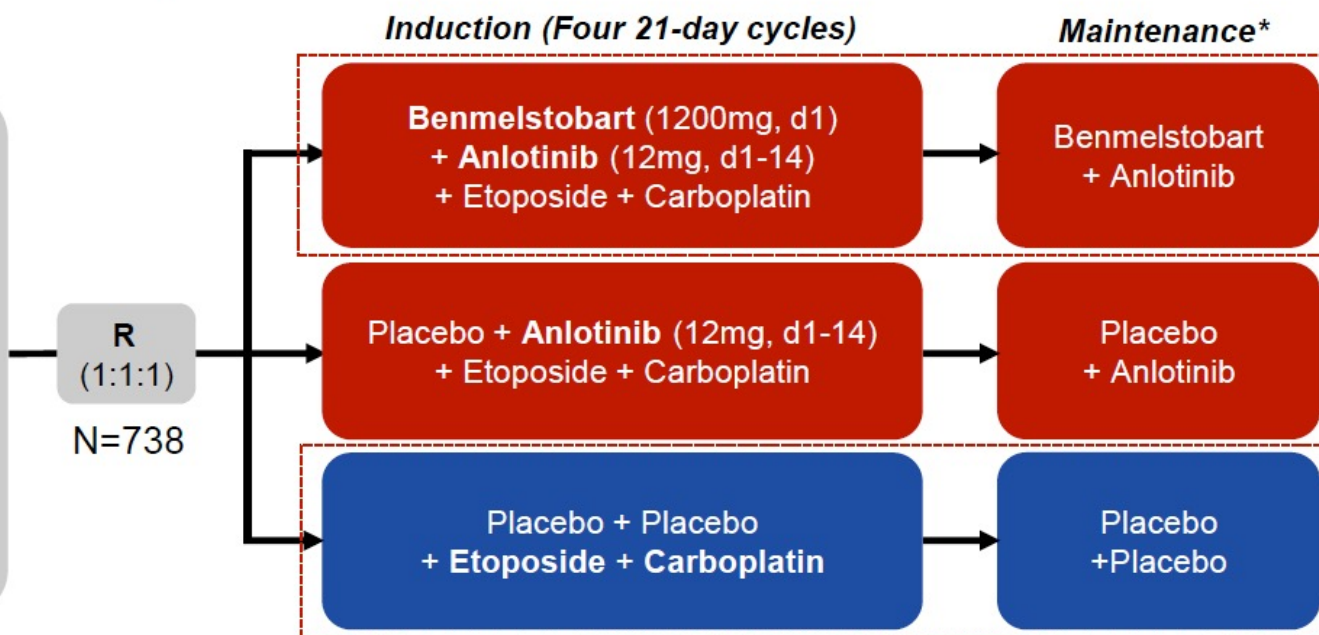 Induction (Four 21-day cycles)
Maintenance*
Benmelstobart (1200mg, d1)
+ Anlotinib (12mg, d1-14)
+ Etoposide + Carboplatin
Benmelstobart
+ Anlotinib
R
(1:1:1)
N=738
Placebo + Anlotinib (12mg, d1-14)
+ Etoposide + Carboplatin
Placebo
+ Anlotinib
Placebo + Placebo
+ Etoposide + Carboplatin
Placebo
+Placebo